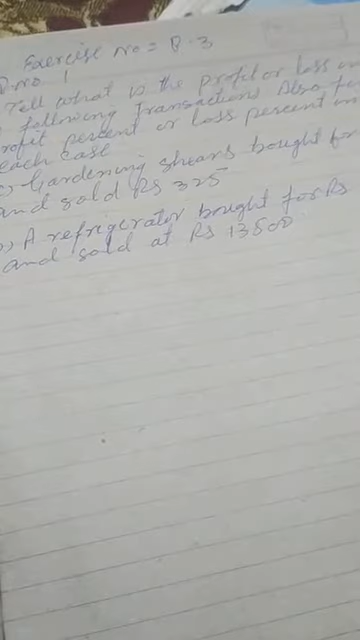 Exercise No = 8.3
Q.No. 1
Tell what is the profit or loss in
following Transactions Also
profit percent or loss percent in
each case
Gardening shears bought for
and sold RS 325
A refrigerator bought for Rs
and sold at RS 13500